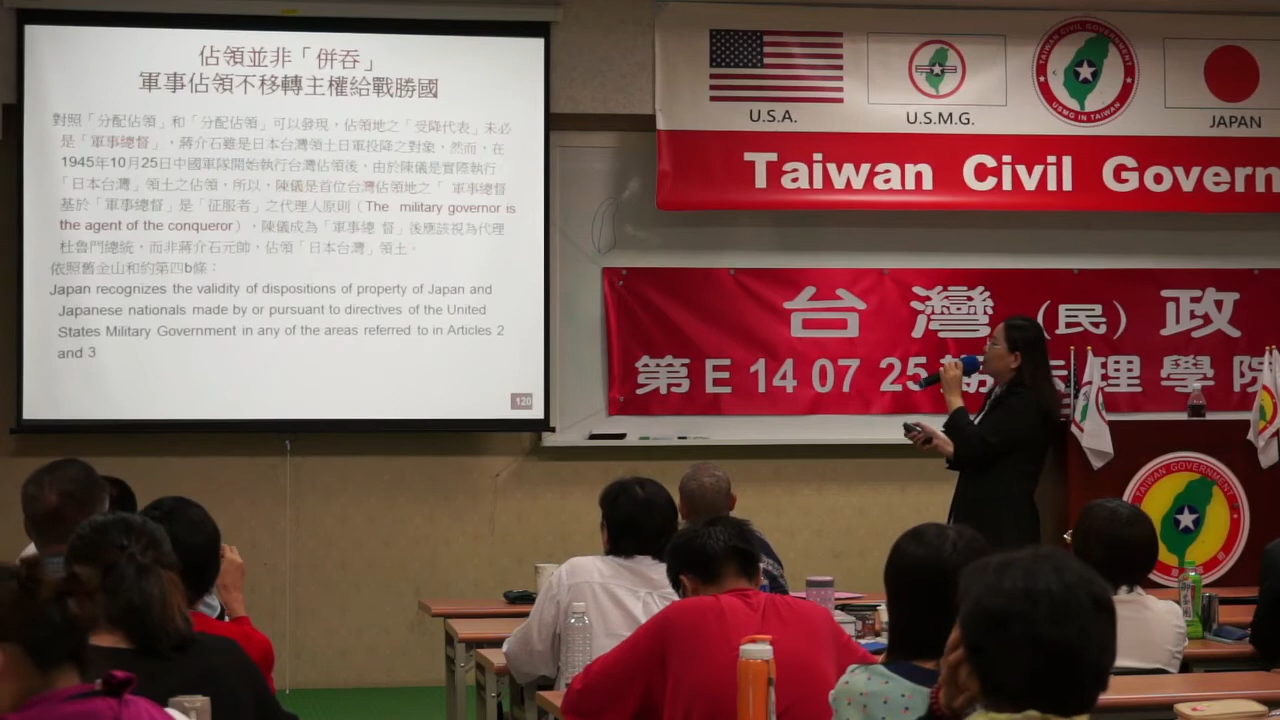 佔領並非「併吞」
軍事佔領不移轉主權給戰勝國
對照「分配佔領」和「分配佔領」可以發現，佔領地之「受降代表」未必
是「軍事總督」，蔣介石雖是日本台灣領土日軍投降之對象，然而，在
1945年10月25日中國軍隊開始執行台灣佔領後，由於陳儀是實際執行
「日本台灣」領土之佔領，所以，陳儀是首位台灣佔領地之「 軍事總督
基於「軍事總督」是「征服者」之代理人原則（The military governor is
the agent of the conqueror），陳儀成為「軍事總 督」後應該視為代理
杜魯門總統，而非蔣介石元帥，佔領「日本台灣」領土。
依照舊金山和約第四b條：
Japan recognizes the validity of dispositions of property of Japan and
Japanese nationals made by or pursuant to directives of the United
States Military Government in any of the areas referred to in Articles 2
and 3
120
U.S.A.
U.S.M.G.
TAIWAN CIVIL GOVERNMENT
USMG IN TAIWAN
JAPAN
Taiwan Civil Govern
台灣（民）政
第E 14 07 25 理學院
TAIWAN GOVERNMENT